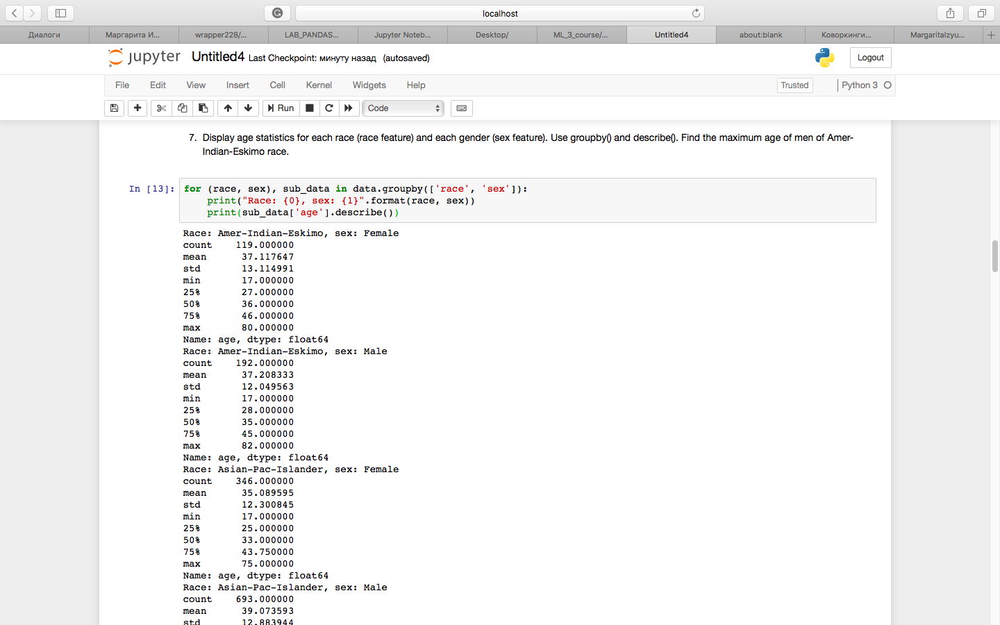 localhost
Диалоги
Маргарита И...
wrapper228/...
LAB_PANDAS...
Jupyter Noteb...
Desktop/
ML_3_course/...
Untitled4
about:blank
Коворкинги...
MargaritaIzyu...
jupyter Untitled4 Last Checkpoint: минуту назад (autosaved)
Logout
File Edit View Insert Cell Kernel Widgets Help
Trusted
Python 3
Run
Code
7. Display age statistics for each race (race feature) and each gender (sex feature). Use groupby() and describe(). Find the maximum age of men of Amer-
Indian-Eskimo race.
In [13]: for (race, sex), sub_data in data.groupby(['race', 'sex']):
print("Race: {0}, sex: {1}".format(race, sex))
print(sub_data['age'].describe())
Race: Amer-Indian-Eskimo, sex: Female
count 119.000000
mean 37.117647
std 13.114991
min 17.000000
25% 27.000000
50% 36.000000
75% 46.000000
max 80.000000
Name: age, dtype: float64
Race: Amer-Indian-Eskimo, sex: Male
count 192.000000
mean 37.208333
std 12.049563
min 17.000000
25% 28.000000
50% 35.000000
75% 45.000000
max 82.000000
Name: age, dtype: float64
Race: Asian-Pac-Islander, sex: Female
count 346.000000
mean 35.089595
std 12.300845
min 17.000000
25% 25.000000
50% 33.000000
75% 43.750000
max 75.000000
Name: age, dtype: float64
Race: Asian-Pac-Islander, sex: Male
count 693.000000
mean 39.073593
std 12.883944